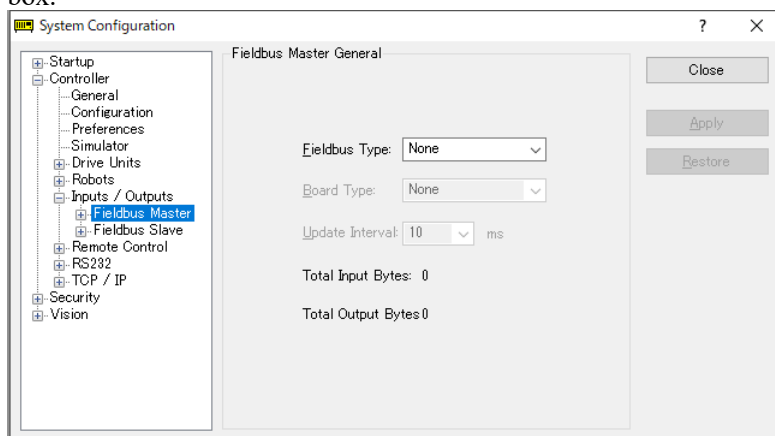 box.
System Configuration
? ×
Startup
Controller
General
Configuration
Preferences
Simulator
Drive Units
Robots
Inputs / Outputs
Fieldbus Master
Fieldbus Slave
Remote Control
RS232
TCP / IP
Security
Vision
Fieldbus Master General
Fieldbus Type: None
Board Type: None
Update Interval: 10 ms
Total Input Bytes: 0
Total Output Bytes 0
Close
Apply
Restore